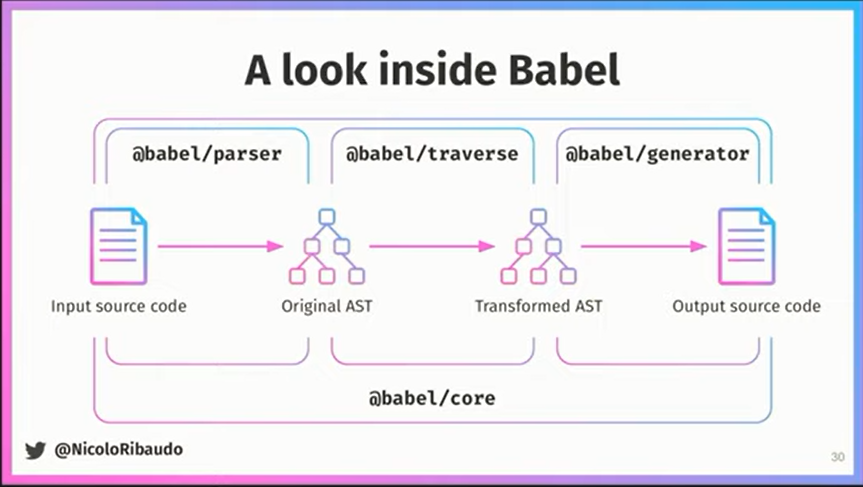 A look inside Babel
@babel/parser
@babel/traverse
@babel/generator
Input source code
Original AST
Transformed AST
Output source code
@babel/core
@NicoloRibaudo
30